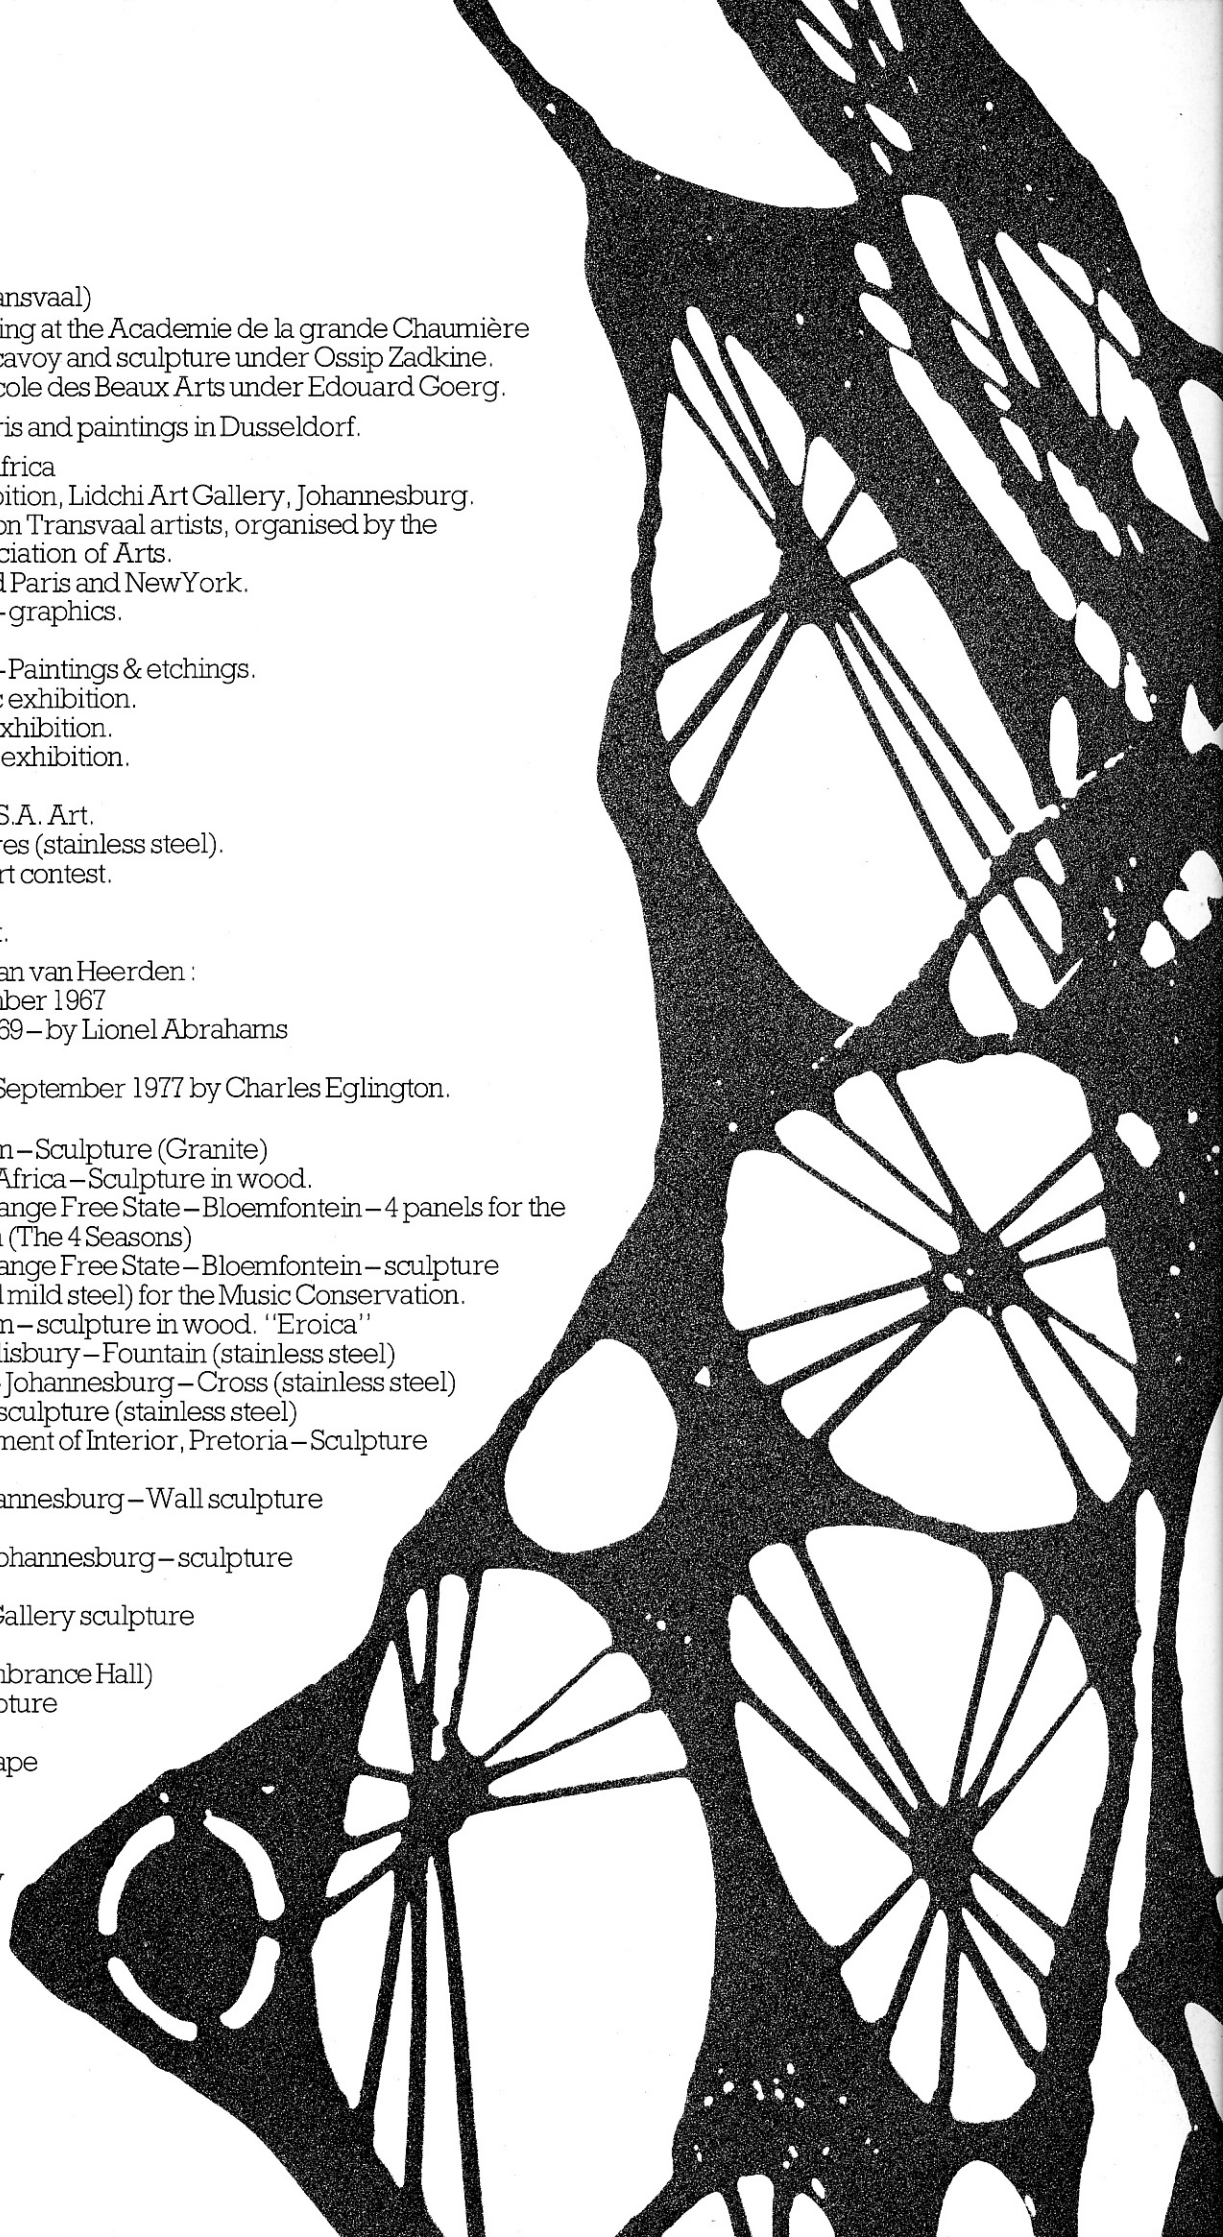 ansvaal)
ing at the Academie de la grande Chaumière
cavoy and sculpture under Ossip Zadkine.
cole des Beaux Arts under Edouard Goerg.
ris and paintings in Dusseldorf.
frica
bition, Lidchi Art Gallery, Johannesburg.
on Transvaal artists, organised by the
ciation of Arts.
d Paris and NewYork.
-graphics.
-Paintings & etchings.
c exhibition.
xhibition.
exhibition.
S.A. Art.
res (stainless steel).
rt contest.
t.
an van Heerden :
nber 1967
69–by Lionel Abrahams
September 1977 by Charles Eglington.
m–Sculpture (Granite)
Africa–Sculpture in wood.
ange Free State–Bloemfontein–4 panels for the
n (The 4 Seasons)
ange Free State–Bloemfontein–sculpture
d mild steel) for the Music Conservation.
m–sculpture in wood. "Eroica"
lisbury–Fountain (stainless steel)
-Johannesburg–Cross (stainless steel)
sculpture (stainless steel)
ment of Interior, Pretoria–Sculpture
annesburg–Wall sculpture
ohannesburg–sculpture
Gallery sculpture
mbrance Hall)
pture
ape